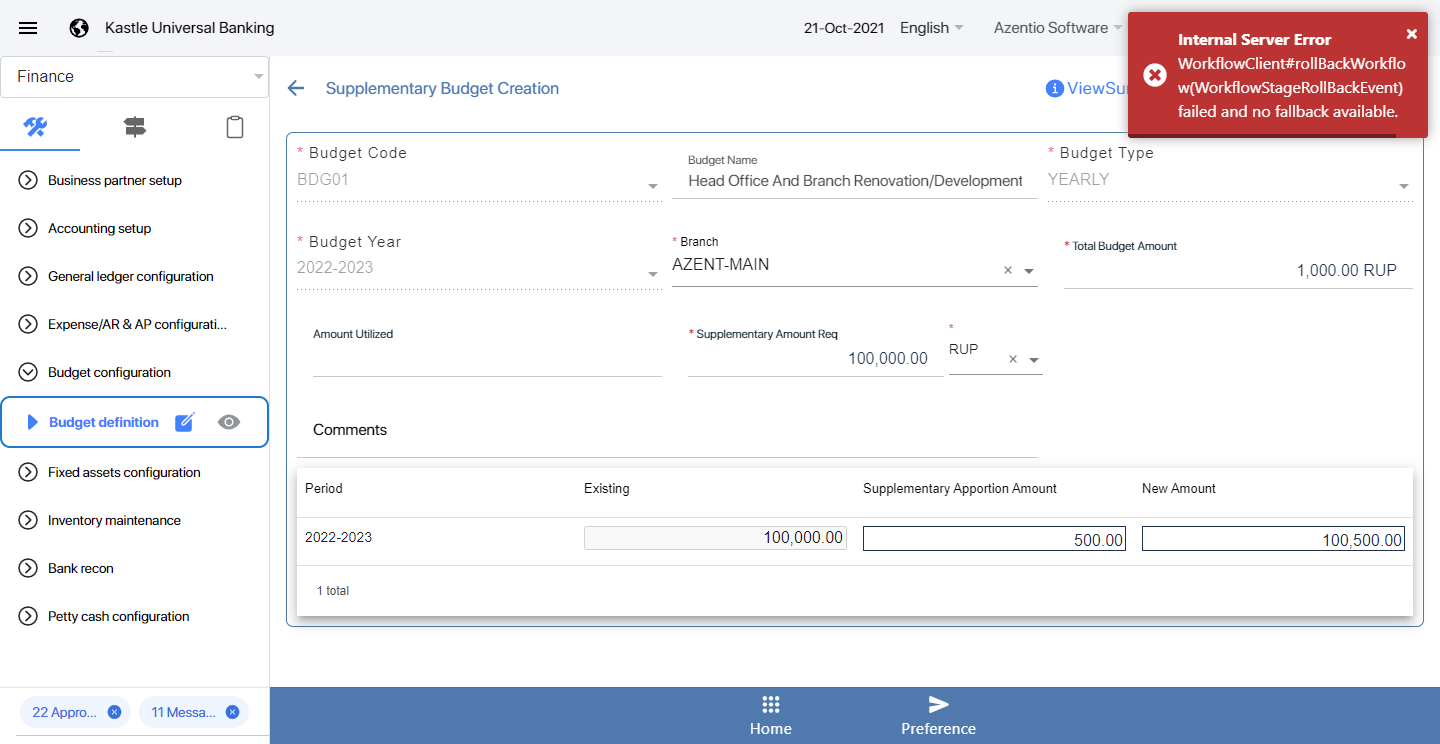 Kastle Universal Banking
21-Oct-2021
English
Azentio Software
Internal Server Error
WorkflowClient#rollBackWorkflo
w(WorkflowStageRollBackEvent)
failed and no fallback available.
Finance
Business partner setup
Accounting setup
General ledger configuration
Expense/AR & AP configurati...
Budget configuration
Budget definition
Fixed assets configuration
Inventory maintenance
Bank recon
Petty cash configuration
22 Appro...
11 Messa...
Supplementary Budget Creation
ViewSu
* Budget Code
BDG01
Budget Name
Head Office And Branch Renovation/Development
* Budget Type
YEARLY
* Budget Year
2022-2023
* Branch
AZENT-MAIN
* Total Budget Amount
1,000.00 RUP
Amount Utilized
* Supplementary Amount Req
100,000.00
*
RUP
Comments
Period Existing Supplementary Apportion Amount New Amount
2022-2023 100,000.00 500.00 100,500.00
1 total
Home
Preference